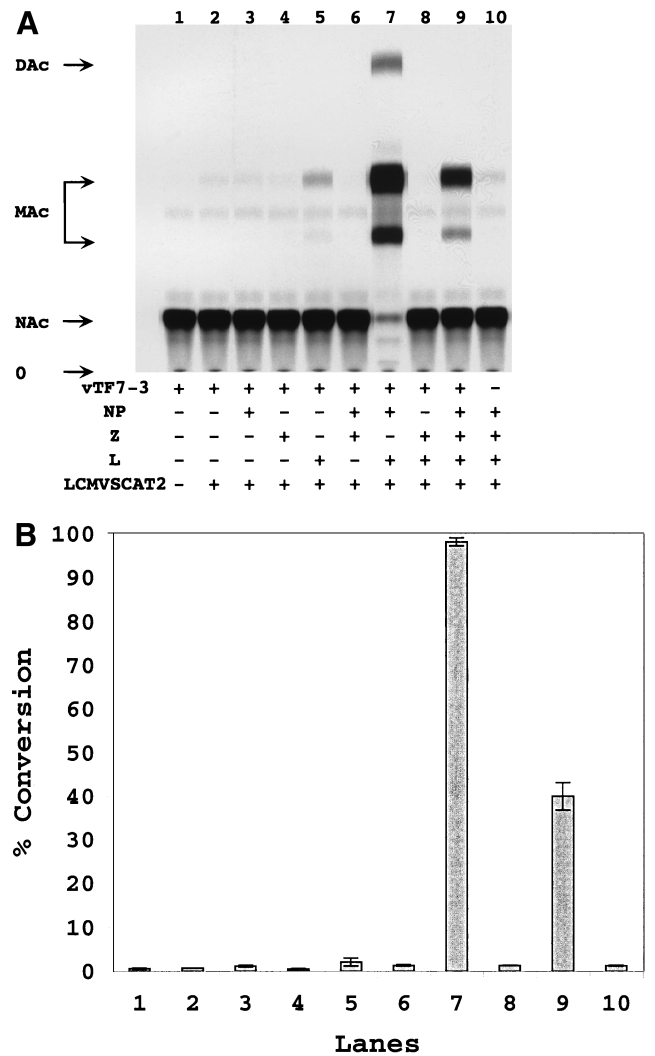 A 1 2 3 4 5 6 7 8 9 10
DAc
MAc
NAc
O
vTF7-3 + + + + + + + + + −
NP − − + − − + + − + +
Z − − − + − + − + + +
L − − − − + − + + + +
LCMVSCAT2 − + + + + + + + + +
B
100
90
80
70
60
50
40
30
20
10
0
% Conversion
1 2 3 4 5 6 7 8 9 10
Lanes